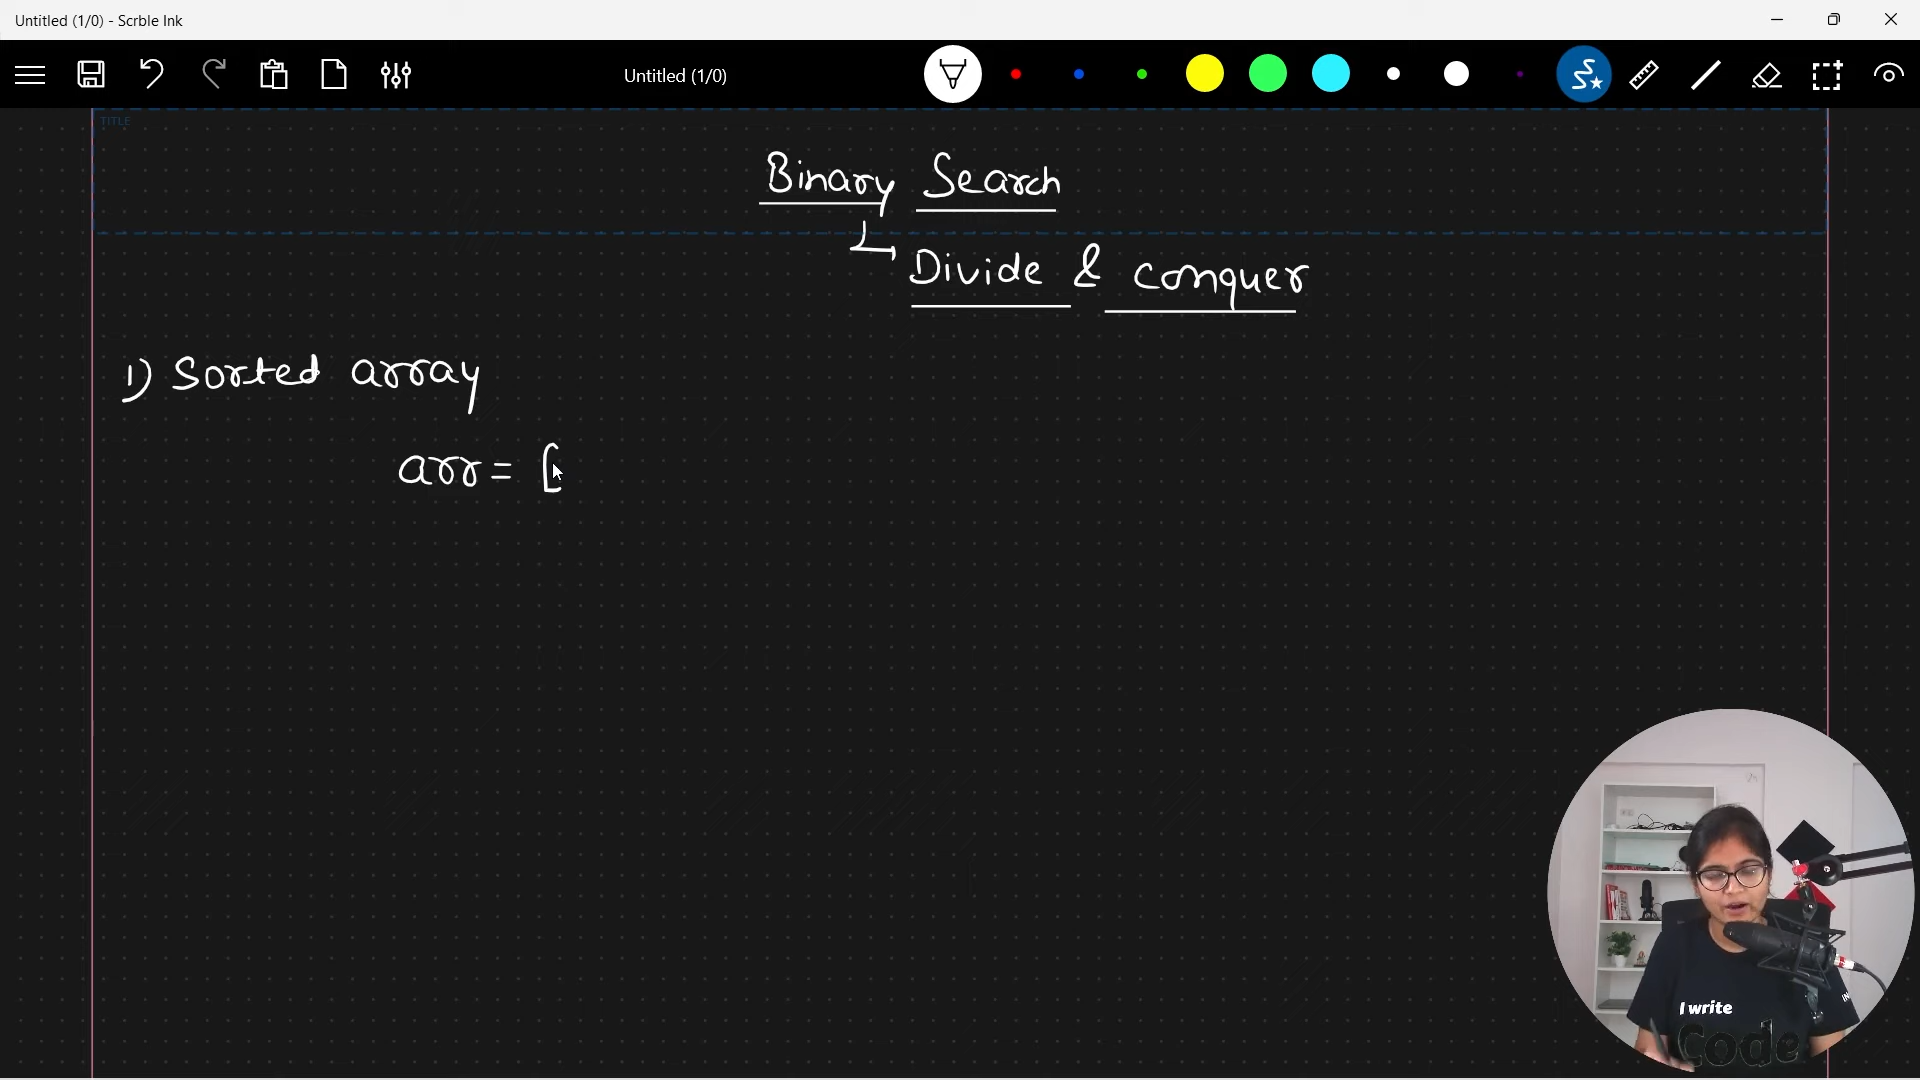 Untitled (1/0) - Scrble Ink
Untitled (1/0)
TITLE
Binary Search
Divide & conquer
1) Sorted array
arr = [
I write
Code